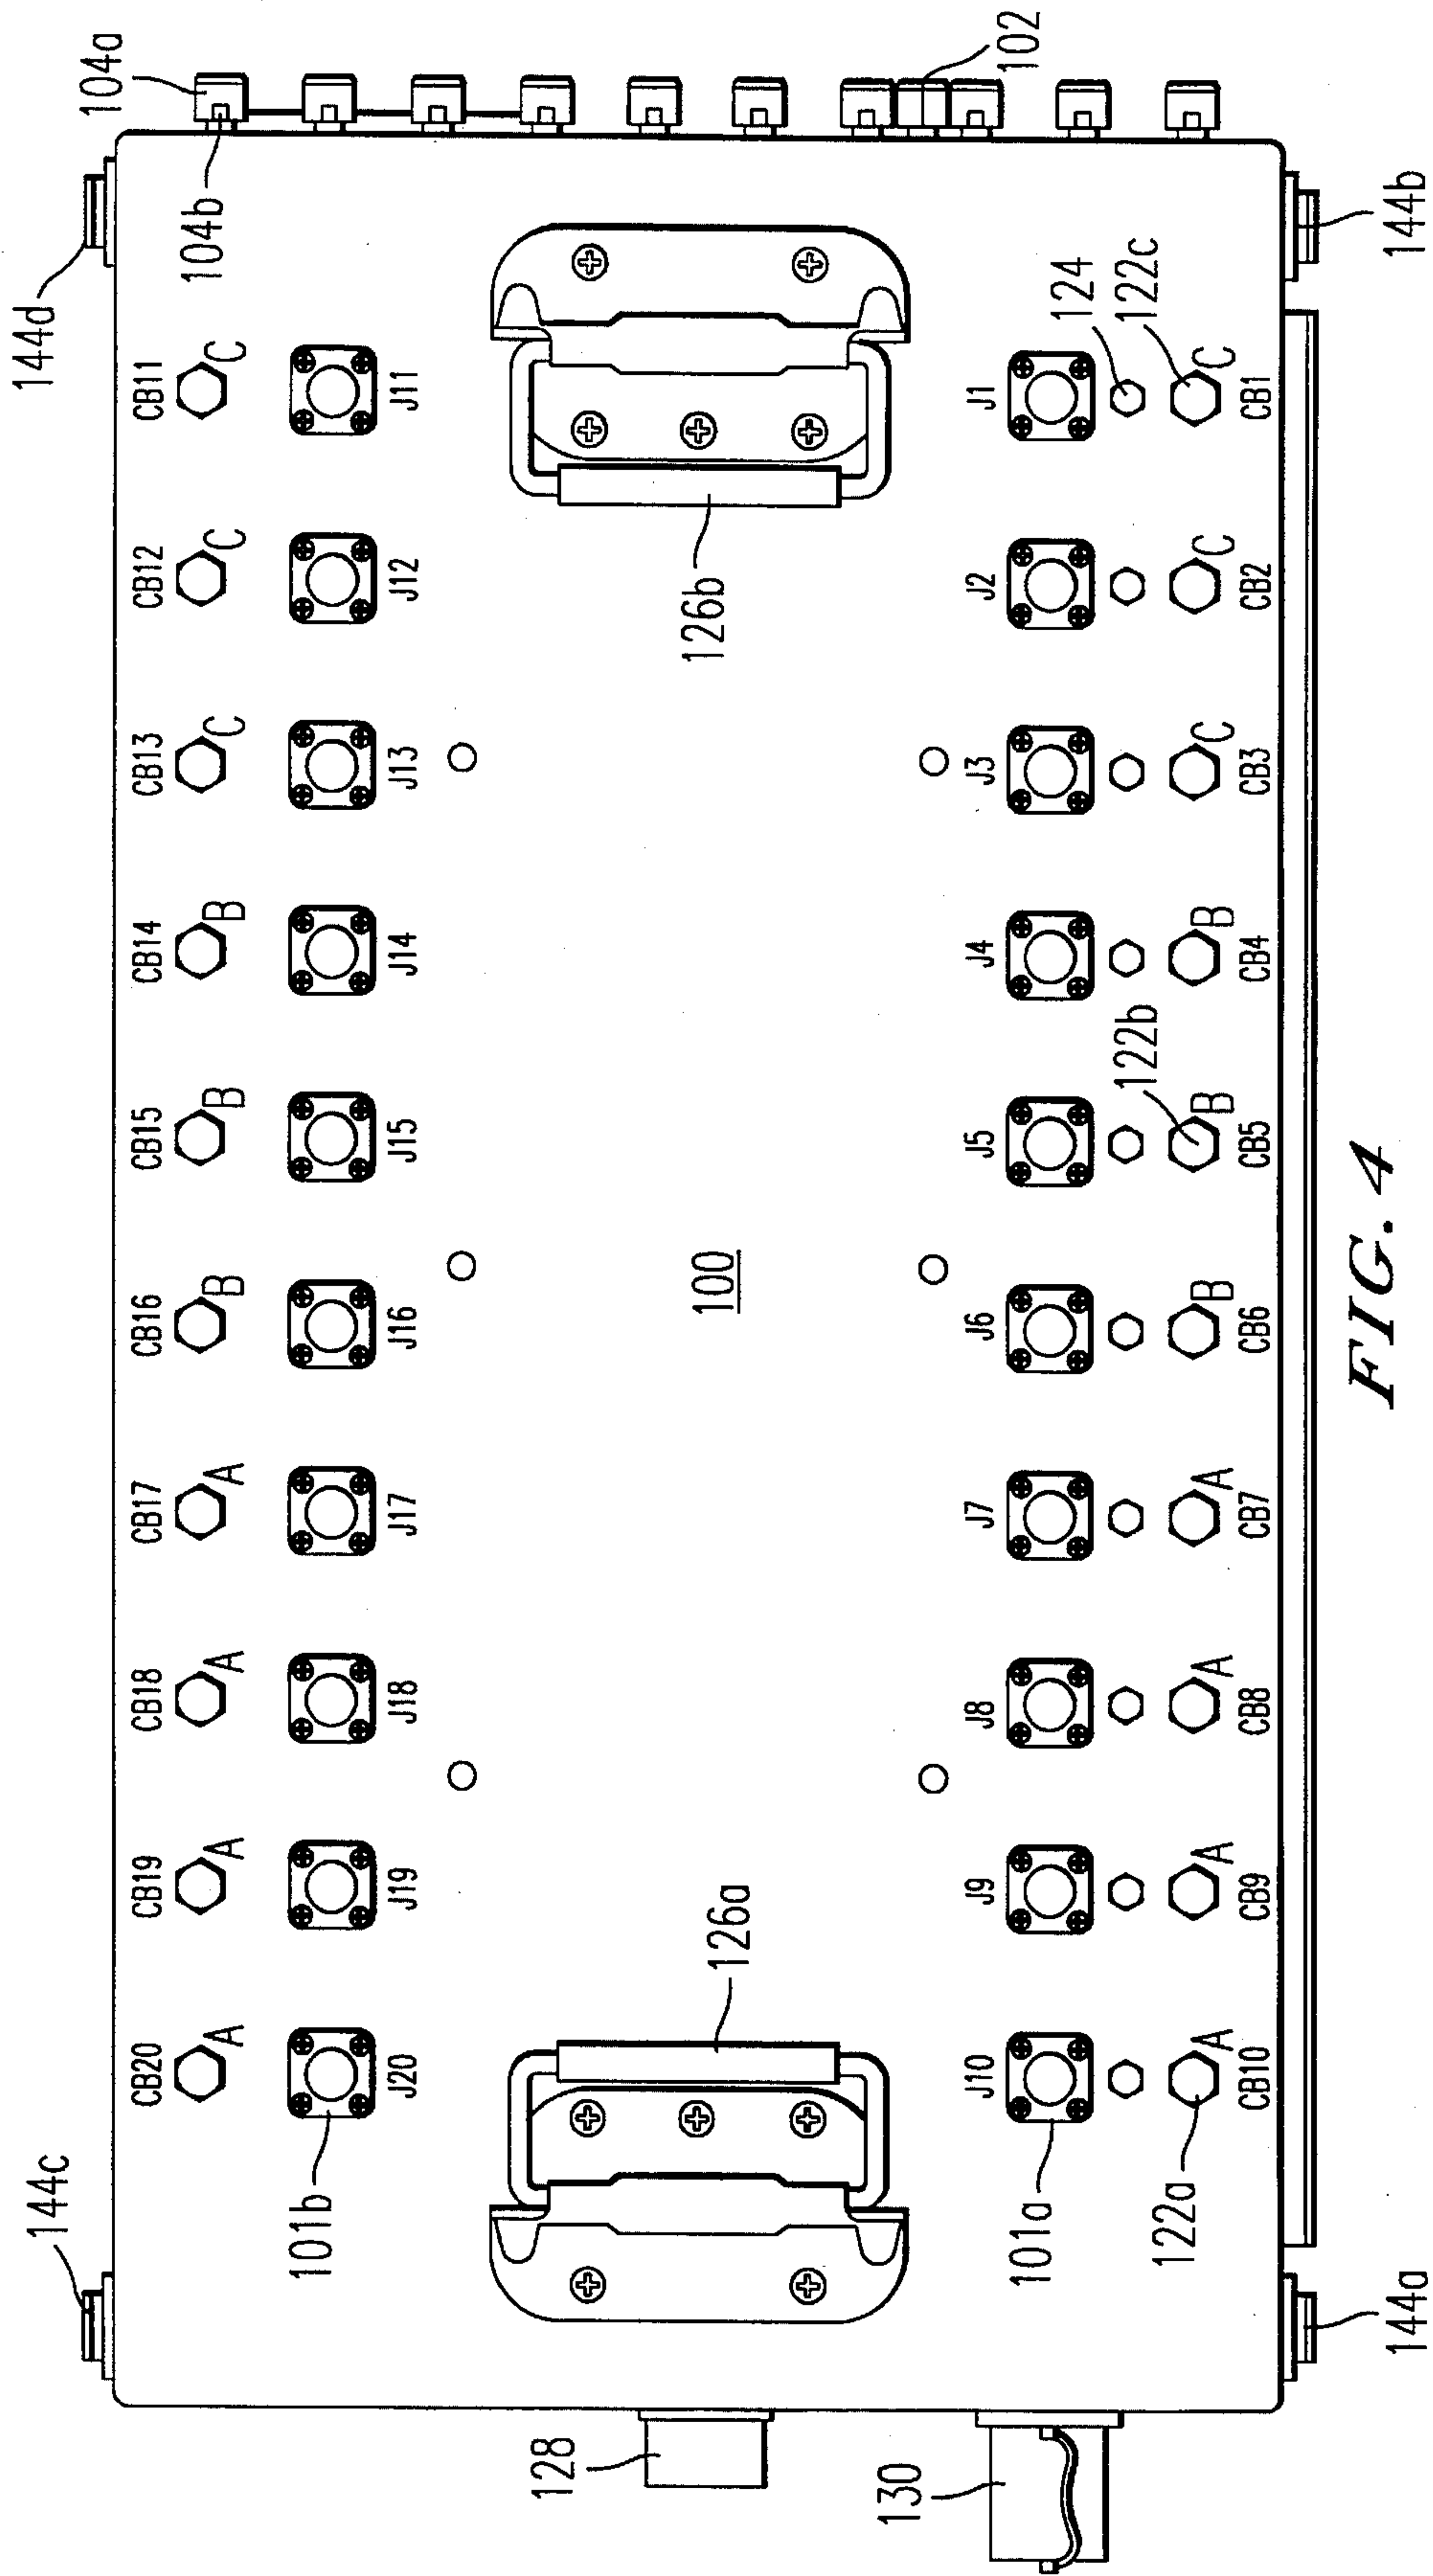 144c
144d
104a
104b
CB20 CB19 CB18 CB17 CB16 CB15 CB14 CB13 CB12 CB11
A A A A B B B C C C
J20 J19 J18 J17 J16 J15 J14 J13 J12 J11
101b
128
126a
100
126b
102
130
101a
J10 J9 J8 J7 J6 J5 J4 J3 J2 J1
122b
124
122c
122a
A A A A B B B C C C
CB10 CB9 CB8 CB7 CB6 CB5 CB4 CB3 CB2 CB1
144a
144b
FIG. 4